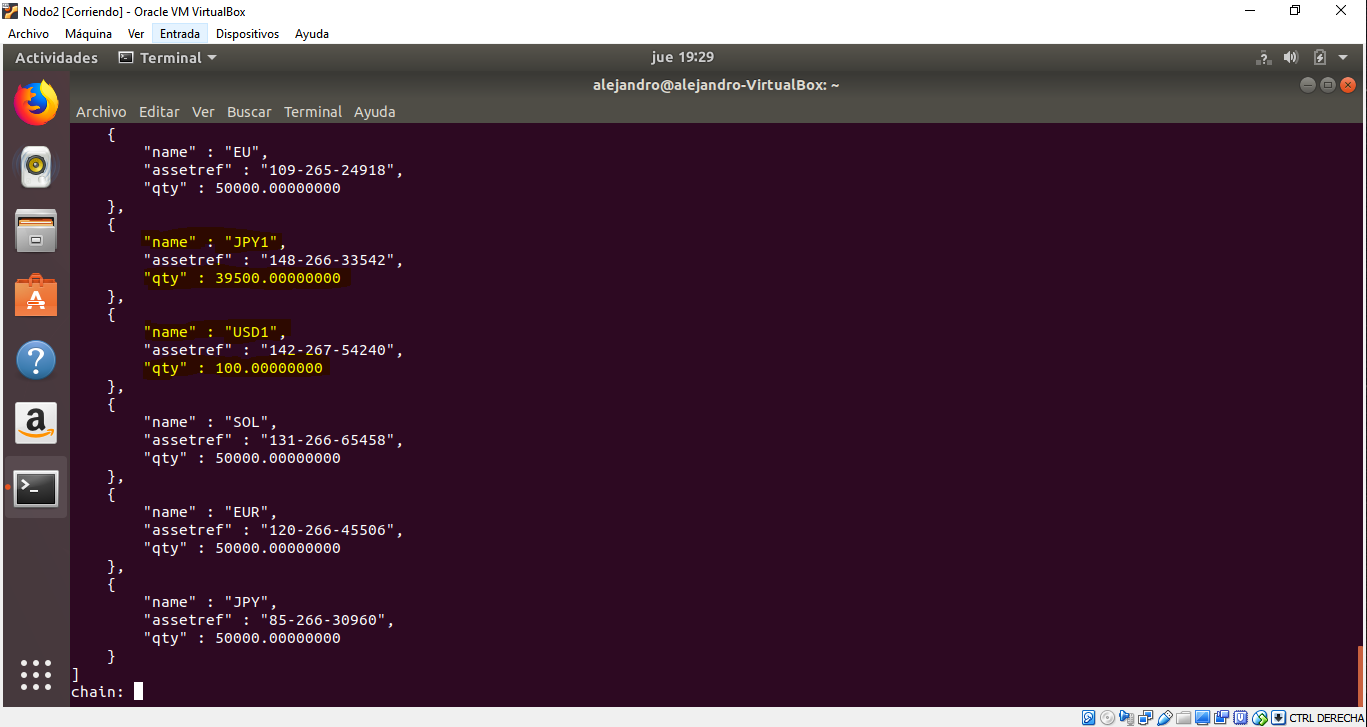 Nodo2 [Corriendo] - Oracle VM VirtualBox
Archivo Máquina Ver Entrada Dispositivos Ayuda
Actividades Terminal jue 19:29
alejandro@alejandro-VirtualBox: ~
Archivo Editar Ver Buscar Terminal Ayuda
{
"name" : "EU",
"assetref" : "109-265-24918",
"qty" : 50000.00000000
},
{
"name" : "JPY1",
"assetref" : "148-266-33542",
"qty" : 39500.00000000
},
{
"name" : "USD1",
"assetref" : "142-267-54240",
"qty" : 100.00000000
},
{
"name" : "SOL",
"assetref" : "131-266-65458",
"qty" : 50000.00000000
},
{
"name" : "EUR",
"assetref" : "120-266-45506",
"qty" : 50000.00000000
},
{
"name" : "JPY",
"assetref" : "85-266-30960",
"qty" : 50000.00000000
}
]
chain:
CTRL DERECHA